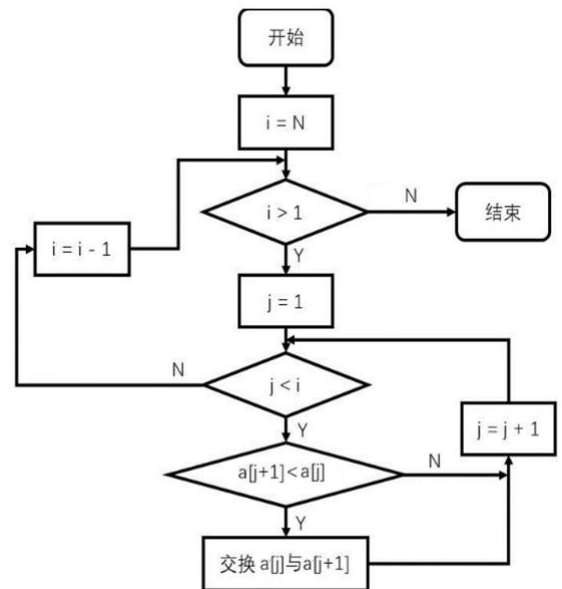 开始
i = N
i > 1
N
结束
i = i - 1
Y
j = 1
N
j < i
Y
j = j + 1
a[j+1]<a[j]
N
Y
交换 a[j]与a[j+1]